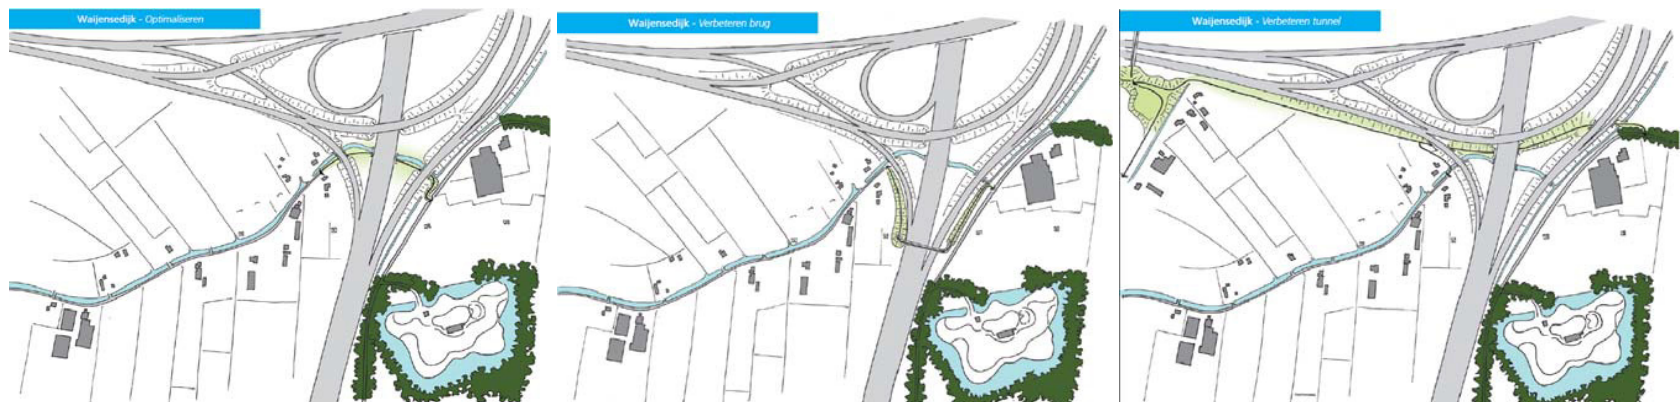 Waijensedijk - Optimaliseren
Waijensedijk - Verbeteren brug
Waijensedijk - Verbeteren tunnel